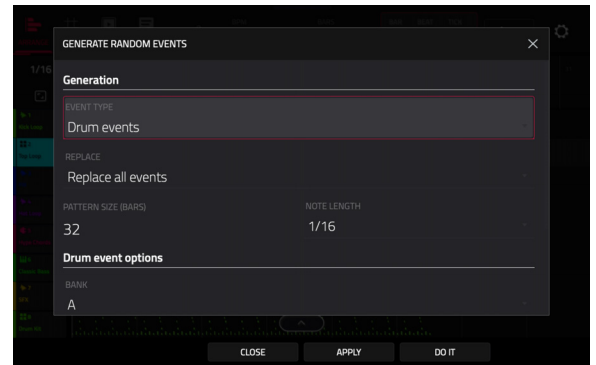 GENERATE RANDOM EVENTS
1/16
Generation
EVENT TYPE
Drum events
REPLACE
Replace all events
PATTERN SIZE (BARS)
NOTE LENGTH
32
1/16
Drum event options
BANK
A
CLOSE
APPLY
DO IT